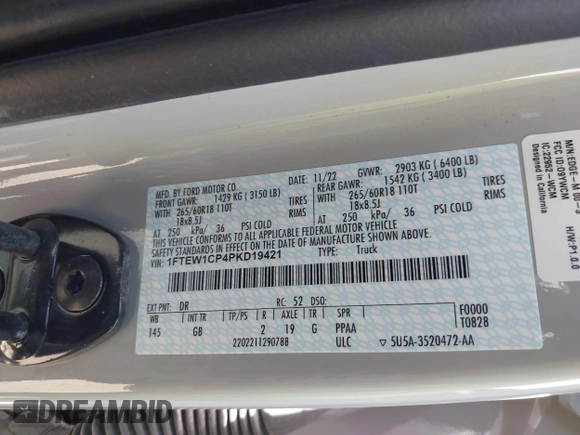 MFD. BY FORD MOTOR CO.
11/22 GVWR: 2903 KG ( 6400 LB)
FRONT GAWR: 1429 KG ( 3150 LB) REAR GAWR: 1542 KG ( 3400 LB)
WITH 265/60R18 110T WITH 265/60R18 110T
18x8.5J RIMS 18x8.5J RIMS
AT 250 kPa/ 36 PSI COLD AT 250 kPa/ 36 PSI COLD
THIS VEHICLE CONFORMS TO ALL APPLICABLE FEDERAL MOTOR VEHICLE
SAFETY STANDARDS IN EFFECT ON THE DATE OF MANUFACTURE SHOWN ABOVE.
VIN: 1FTEW1CP4PKD19421 TYPE: Truck
F0000
T0828
EXT PNT: DR RC: 52 DSO:
WB INT TR TP/PS R AXLE TR SPR
145 GB 2 19 G PPAA
2202211290788 ULC 5U5A-3520472-AA
M/N:EDGE-M
IC:22952-WCM
Designed in California
H/W:P1.0.0
DREAMBID